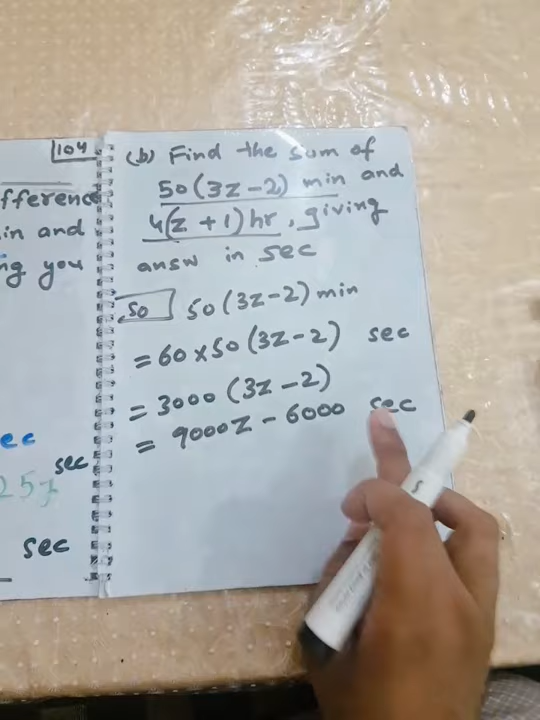 104
fference
in and
ng you
ec
sec
25z
sec
(b) Find the sum of
50(3z-2) min and
4(z+1)hr, giving
answ in sec
So 50(3z-2) min
=60×50(3z-2) sec
=3000(3z-2)
= 9000z-6000 sec